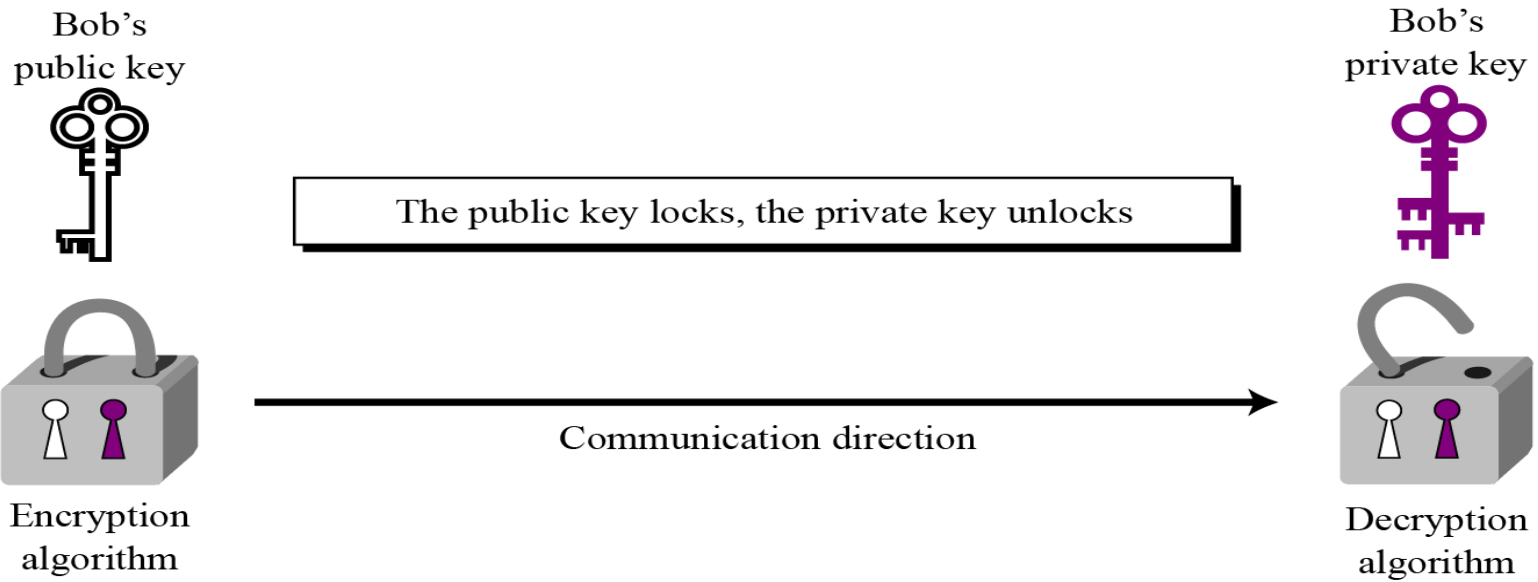 Bob’s
public key
Bob’s
private key
The public key locks, the private key unlocks
Communication direction
Encryption
algorithm
Decryption
algorithm